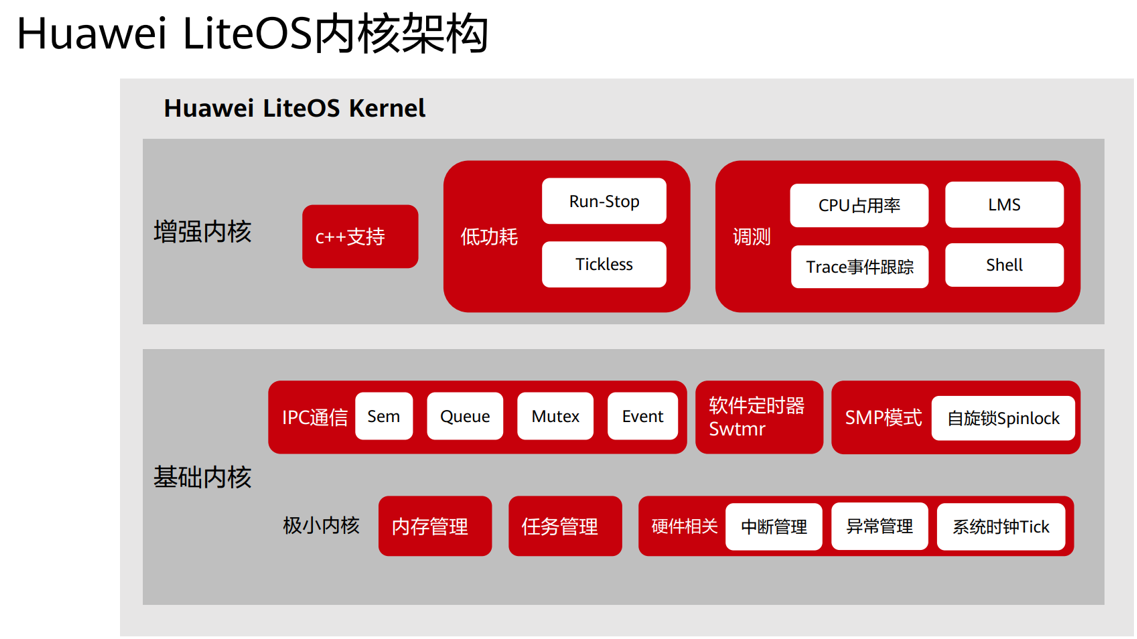 Huawei LiteOS内核架构
Huawei LiteOS Kernel
增强内核
c++支持
低功耗
Run-Stop
Tickless
调测
CPU占用率
LMS
Trace事件跟踪
Shell
基础内核
IPC通信
Sem
Queue
Mutex
Event
软件定时器
Swtmr
SMP模式
自旋锁Spinlock
极小内核
内存管理
任务管理
硬件相关
中断管理
异常管理
系统时钟Tick